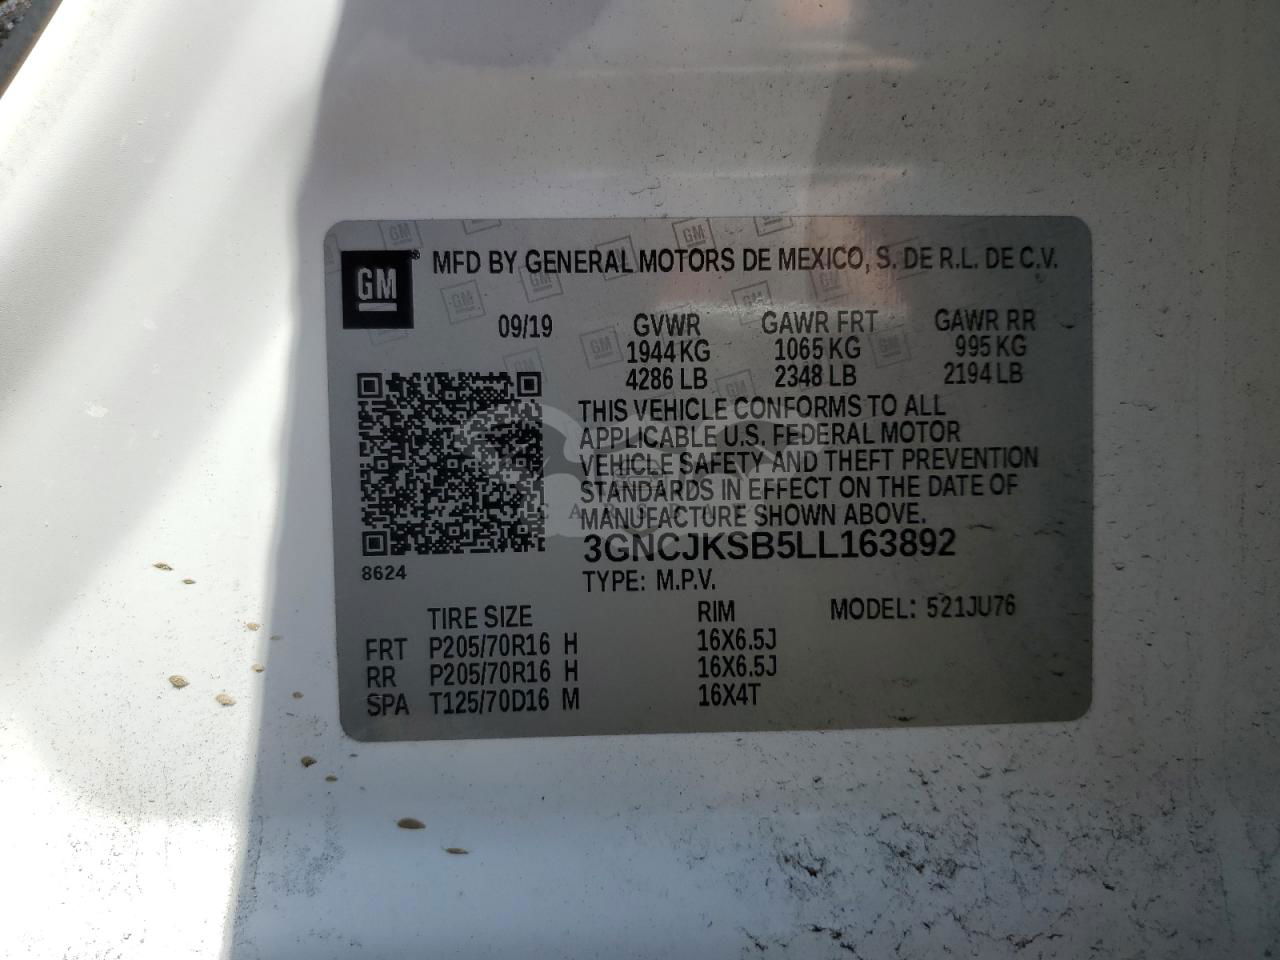 GM® MFD BY GENERAL MOTORS DE MEXICO, S. DE R.L. DE C.V.
09/19 GVWR GAWR FRT GAWR RR
1944 KG 1065 KG 995 KG
4286 LB 2348 LB 2194 LB
THIS VEHICLE CONFORMS TO ALL
APPLICABLE U.S. FEDERAL MOTOR
VEHICLE SAFETY AND THEFT PREVENTION
STANDARDS IN EFFECT ON THE DATE OF
MANUFACTURE SHOWN ABOVE.
3GNCJKSB5LL163892
8624 TYPE: M.P.V.
TIRE SIZE RIM MODEL: 521JU76
FRT P205/70R16 H 16X6.5J
RR P205/70R16 H 16X6.5J
SPA T125/70D16 M 16X4T